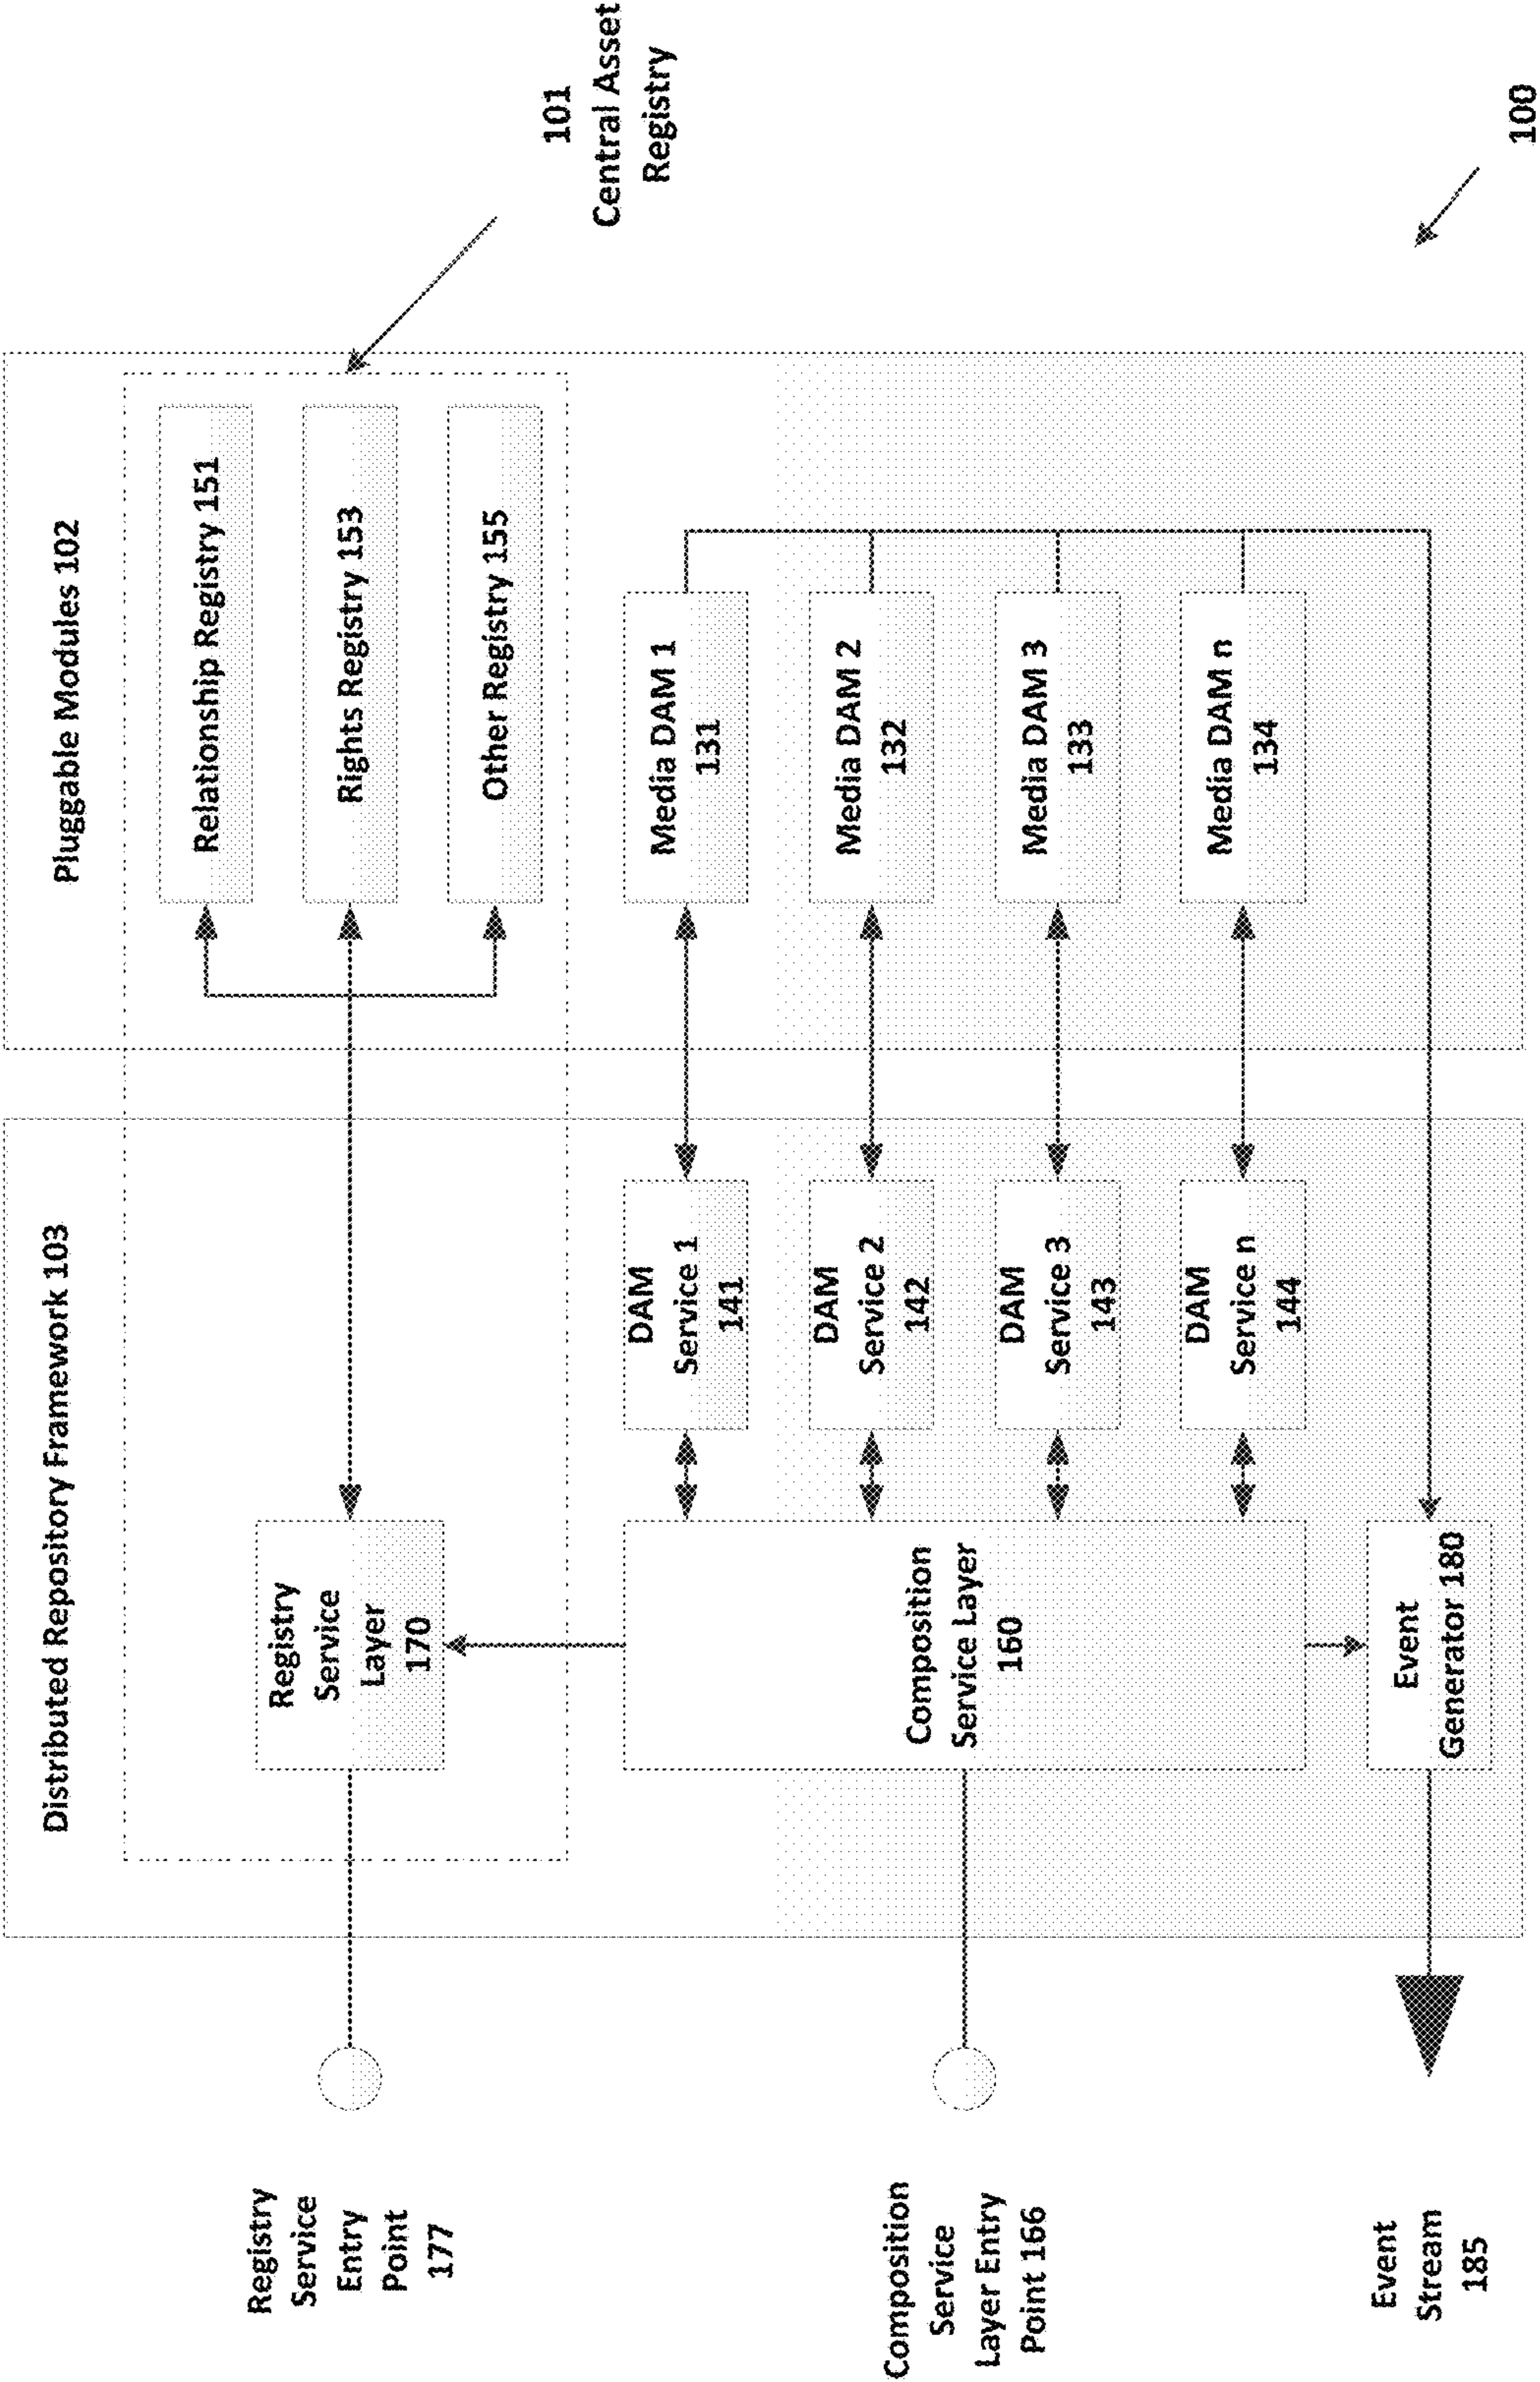 Registry
Service
Entry
Point
177
Composition
Service
Layer Entry
Point 166
Event
Stream
185
Distributed Repository Framework 103
Registry
Service
Layer
170
Composition
Service Layer
160
Event
Generator 180
DAM
Service 1
141
DAM
Service 2
142
DAM
Service 3
143
DAM
Service n
144
Pluggable Modules 102
Relationship Registry 151
Rights Registry 153
Other Registry 155
Media DAM 1
131
Media DAM 2
132
Media DAM 3
133
Media DAM n
134
101
Central Asset
Registry
100